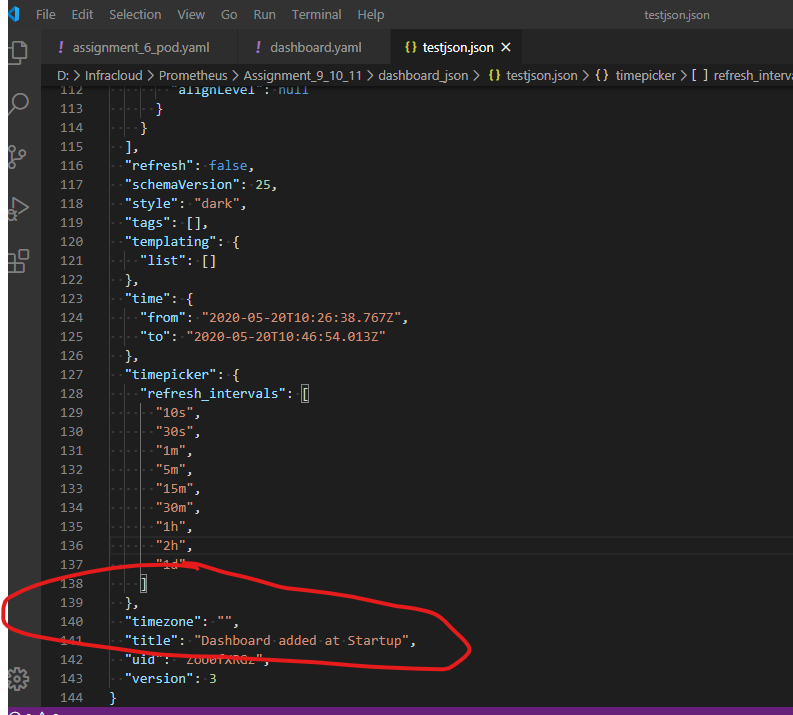 File Edit Selection View Go Run Terminal Help testjson.json
! assignment_6_pod.yaml ! dashboard.yaml {} testjson.json ×
D: > Infracloud > Prometheus > Assignment_9_10_11 > dashboard_json > {} testjson.json > {} timepicker > [ ] refresh_interva
112 "alignLevel": null
113 }
114 }
115 ],
116 "refresh": false,
117 "schemaVersion": 25,
118 "style": "dark",
119 "tags": [],
120 "templating": {
121 "list": []
122 },
123 "time": {
124 "from": "2020-05-20T10:26:38.767Z",
125 "to": "2020-05-20T10:46:54.013Z"
126 },
127 "timepicker": {
128 "refresh_intervals": [
129 "10s",
130 "30s",
131 "1m",
132 "5m",
133 "15m",
134 "30m",
135 "1h",
136 "2h",
137 "1d"
138 ]
139 },
140 "timezone": "",
141 "title": "Dashboard added at Startup",
142 "uid":
143 "version": 3
144 }